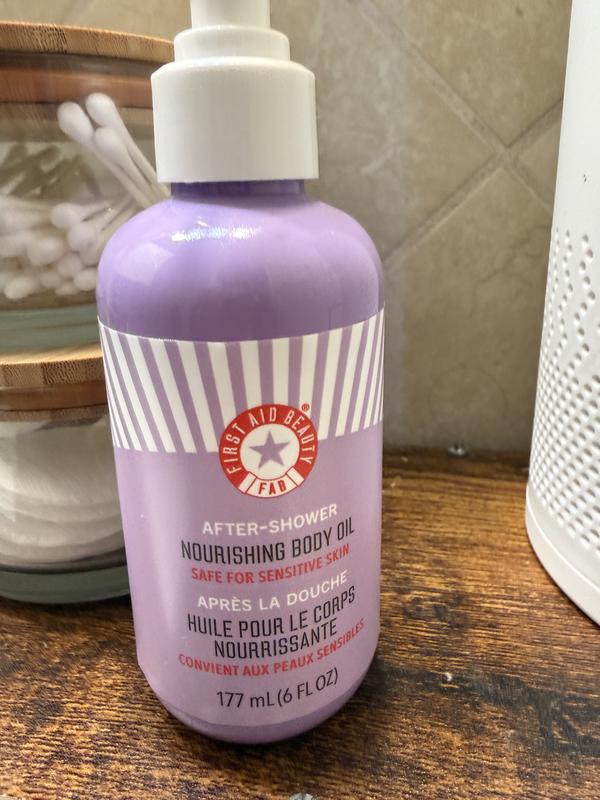 FIRST AID BEAUTY®
FAB
AFTER-SHOWER
NOURISHING BODY OIL
SAFE FOR SENSITIVE SKIN
APRÈS LA DOUCHE
HUILE POUR LE CORPS
NOURRISSANTE
CONVIENT AUX PEAUX SENSIBLES
177 mL (6 FL OZ)